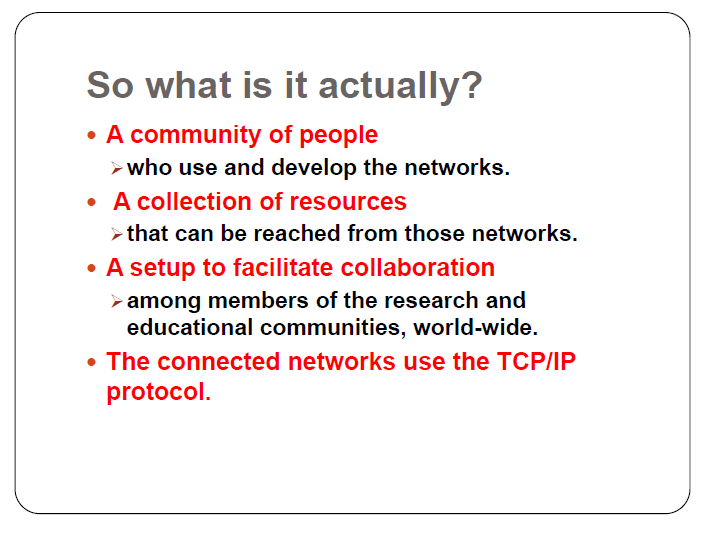 So what is it actually?
• A community of people
➢ who use and develop the networks.
• A collection of resources
➢ that can be reached from those networks.
• A setup to facilitate collaboration
➢ among members of the research and
educational communities, world-wide.
• The connected networks use the TCP/IP
protocol.